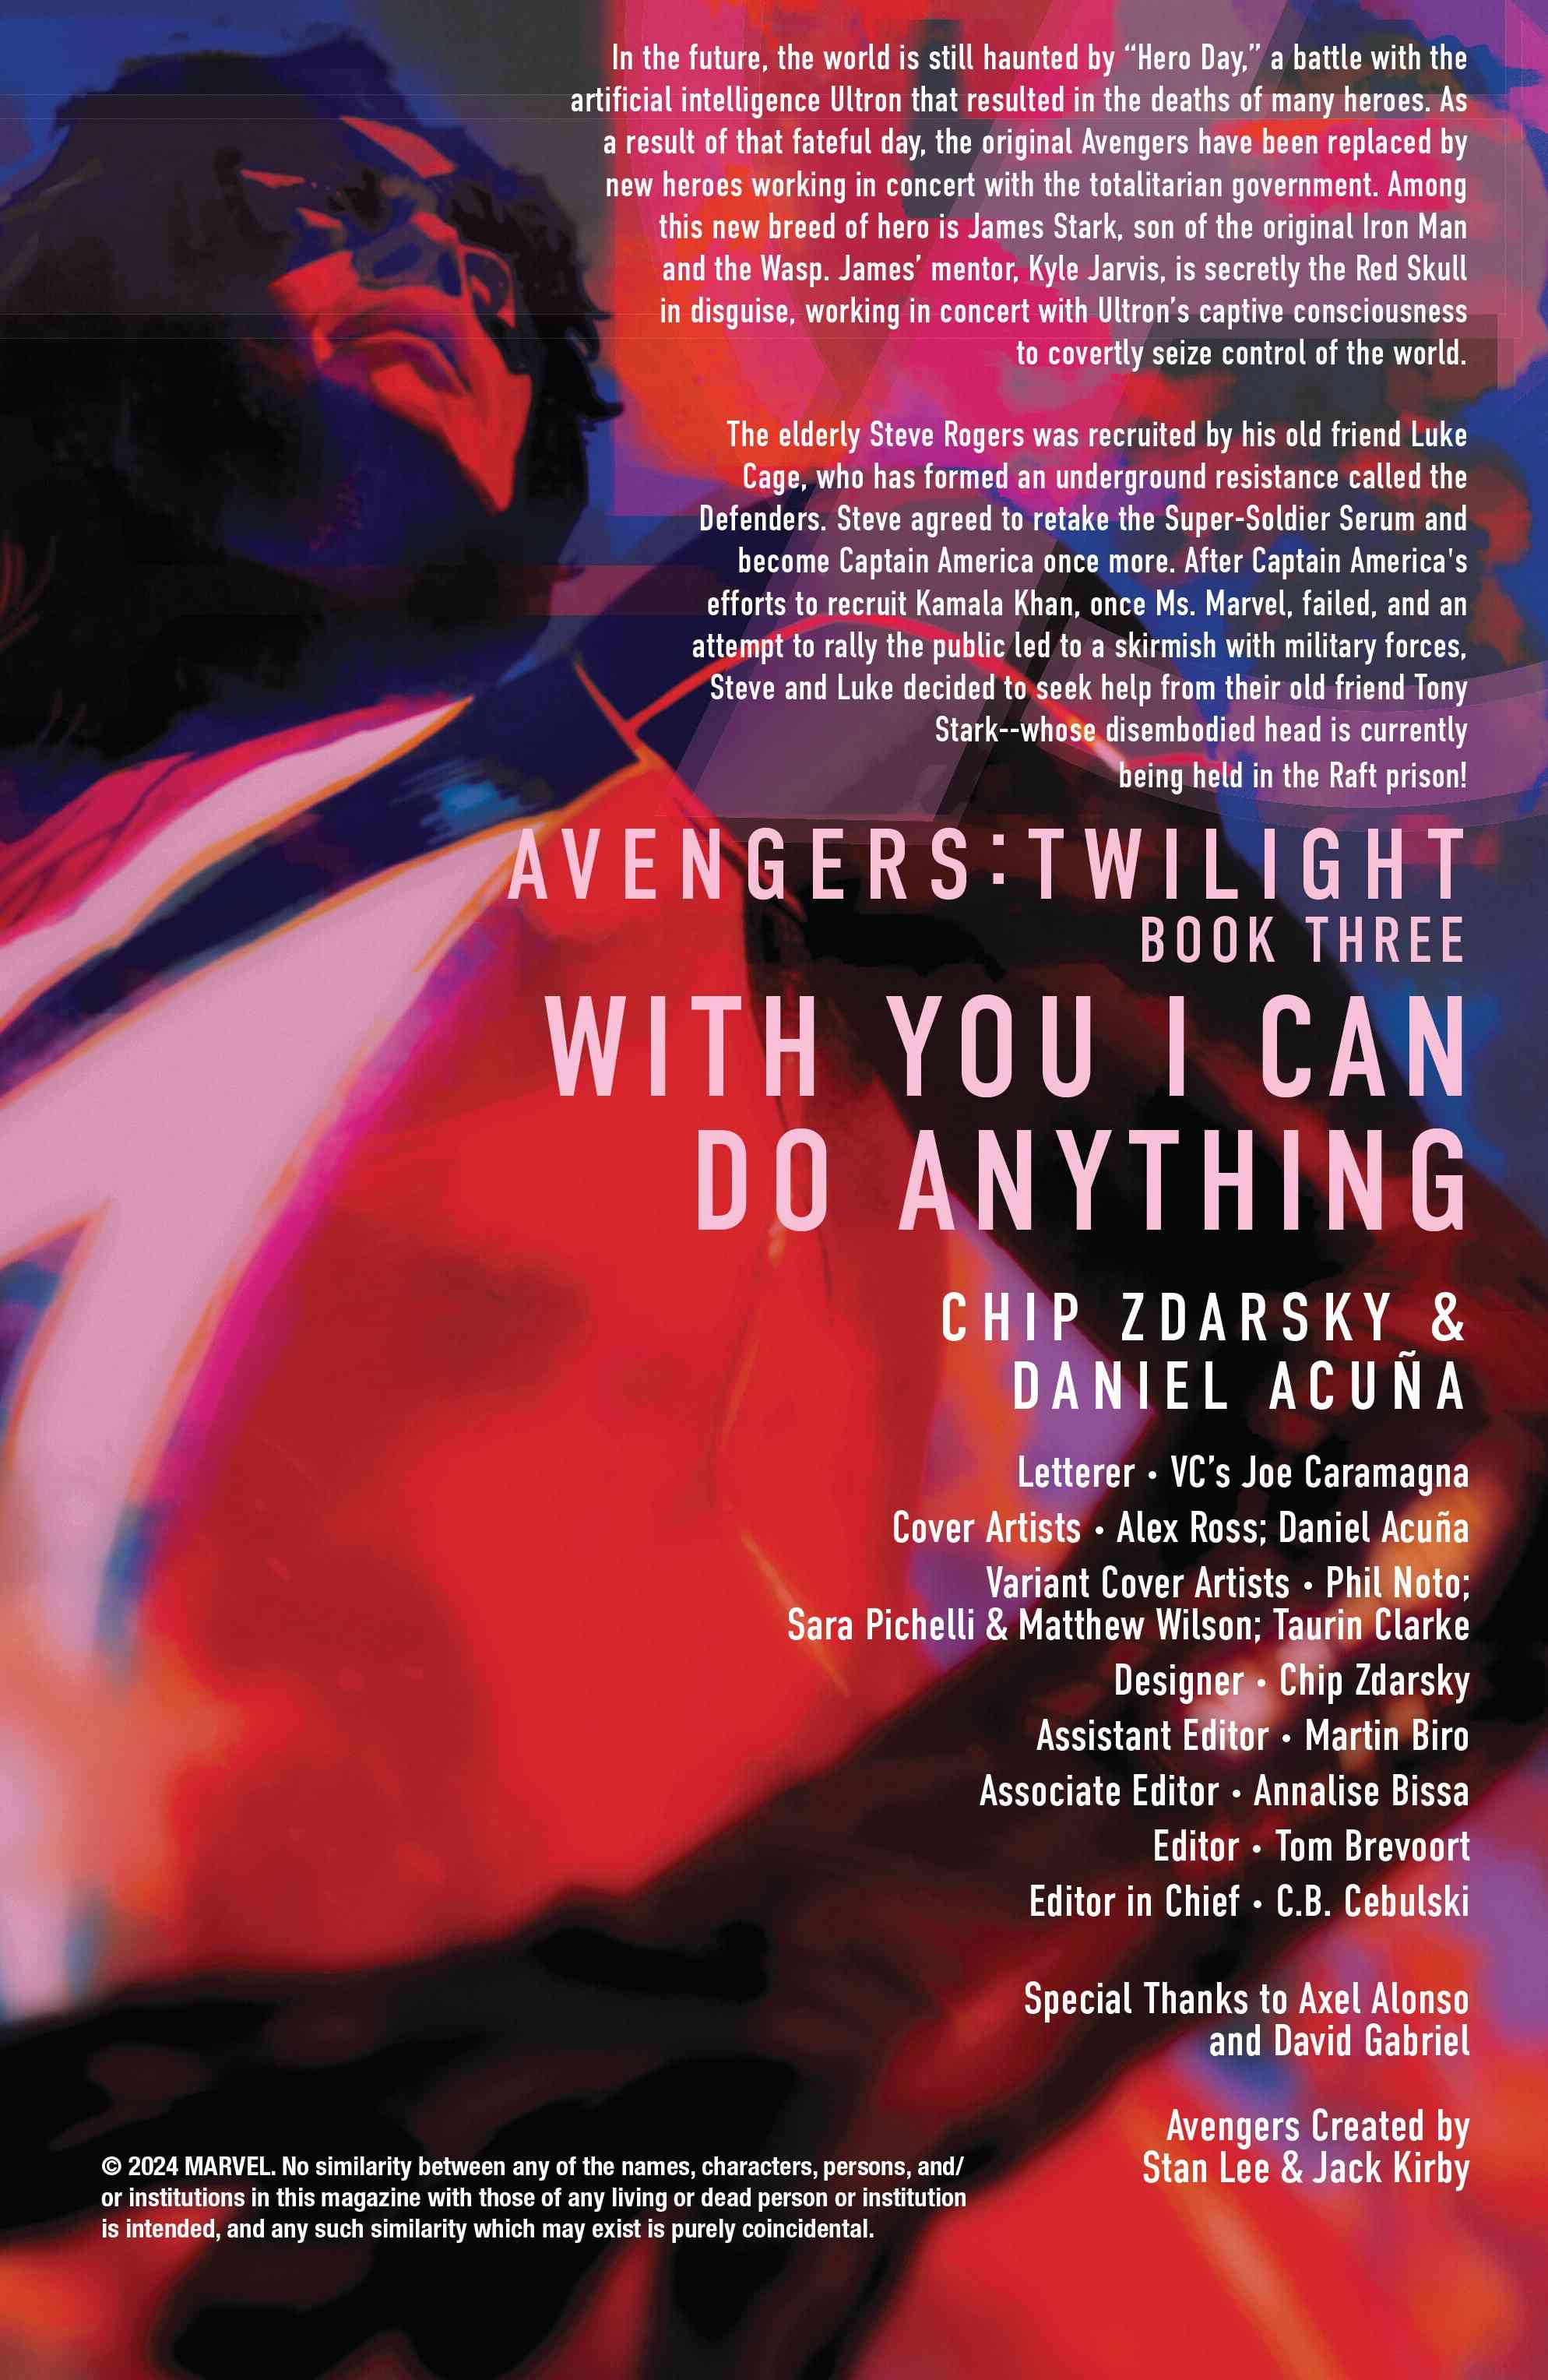 In the future, the world is still haunted by “Hero Day,” a battle with the
artificial intelligence Ultron that resulted in the deaths of many heroes. As
a result of that fateful day, the original Avengers have been replaced by
new heroes working in concert with the totalitarian government. Among
this new breed of hero is James Stark, son of the original Iron Man
and the Wasp. James’ mentor, Kyle Jarvis, is secretly the Red Skull
in disguise, working in concert with Ultron’s captive consciousness
to covertly seize control of the world.
The elderly Steve Rogers was recruited by his old friend Luke
Cage, who has formed an underground resistance called the
Defenders. Steve agreed to retake the Super-Soldier Serum and
become Captain America once more. After Captain America's
efforts to recruit Kamala Khan, once Ms. Marvel, failed, and an
attempt to rally the public led to a skirmish with military forces,
Steve and Luke decided to seek help from their old friend Tony
Stark--whose disembodied head is currently
being held in the Raft prison!
AVENGERS:TWILIGHT
BOOK THREE
WITH YOU I CAN
DO ANYTHING
CHIP ZDARSKY &
DANIEL ACUÑA
Letterer • VC’s Joe Caramagna
Cover Artists • Alex Ross; Daniel Acuña
Variant Cover Artists • Phil Noto;
Sara Pichelli & Matthew Wilson; Taurin Clarke
Designer • Chip Zdarsky
Assistant Editor • Martin Biro
Associate Editor • Annalise Bissa
Editor • Tom Brevoort
Editor in Chief • C.B. Cebulski
Special Thanks to Axel Alonso
and David Gabriel
Avengers Created by
Stan Lee & Jack Kirby
© 2024 MARVEL. No similarity between any of the names, characters, persons, and/
or institutions in this magazine with those of any living or dead person or institution
is intended, and any such similarity which may exist is purely coincidental.